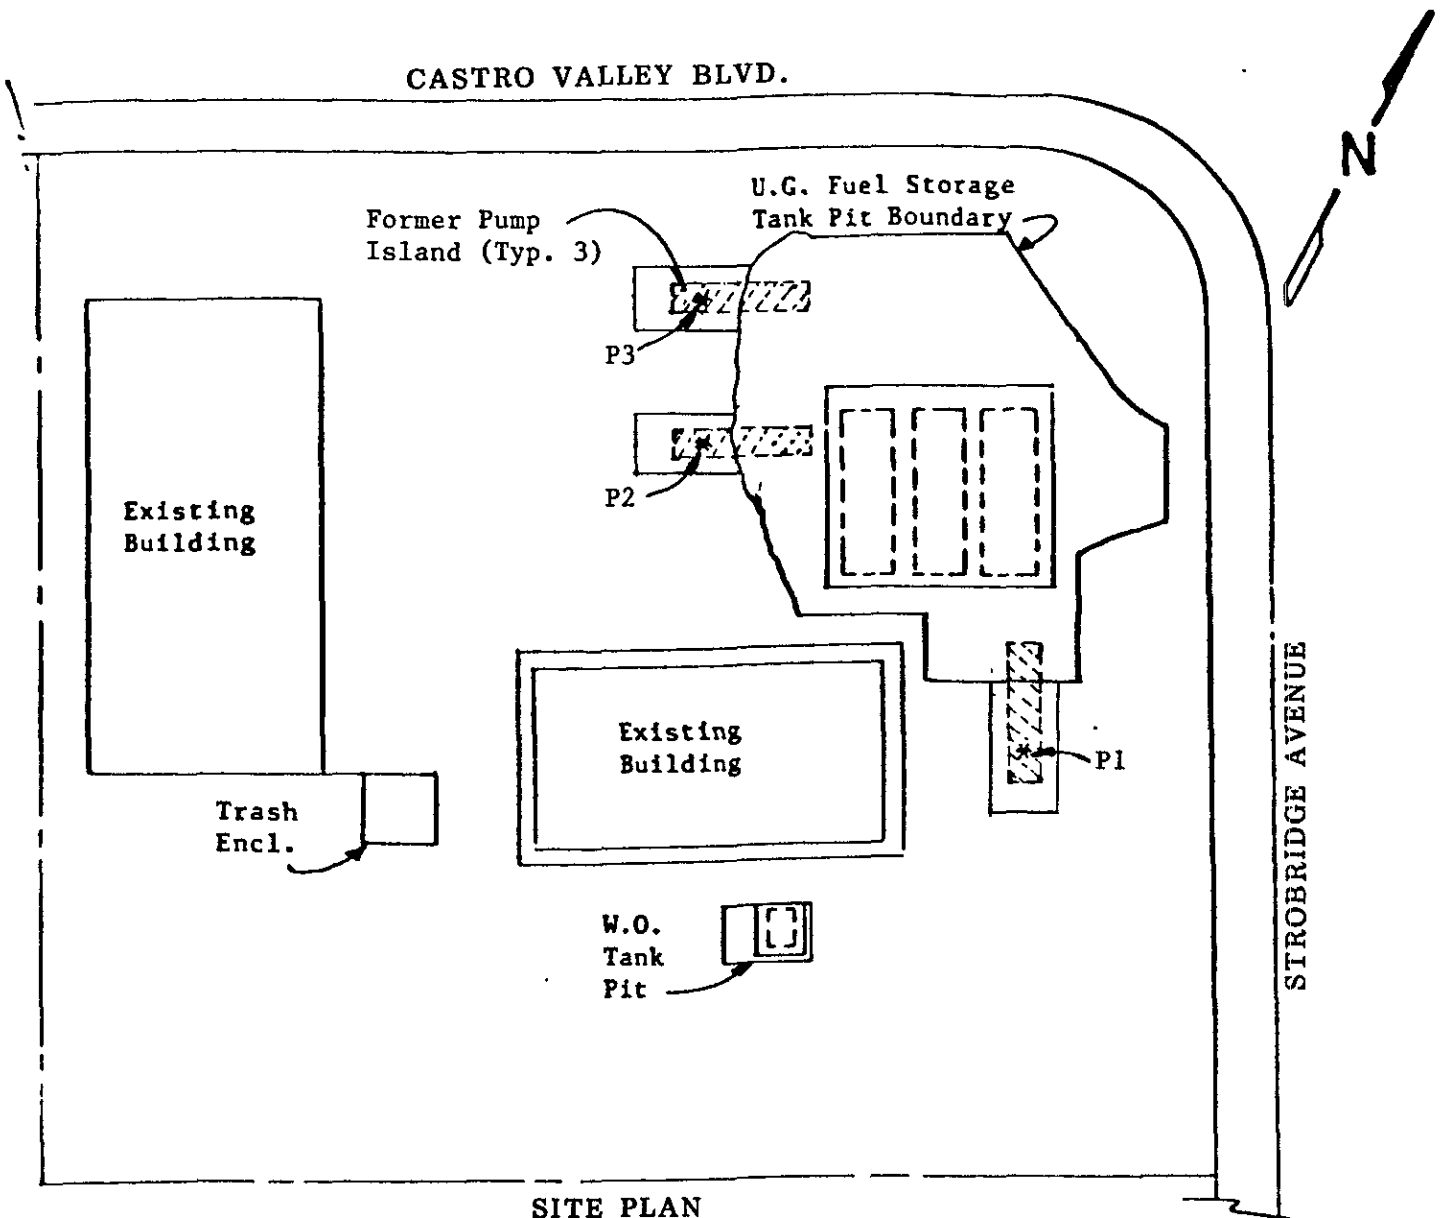 CASTRO VALLEY BLVD.
N
U.G. Fuel Storage
Tank Pit Boundary
Former Pump
Island (Typ. 3)
P3
P2
Existing
Building
Existing
Building
P1
Trash
Encl.
W.O.
Tank
Pit
STROBRIDGE AVENUE
SITE PLAN